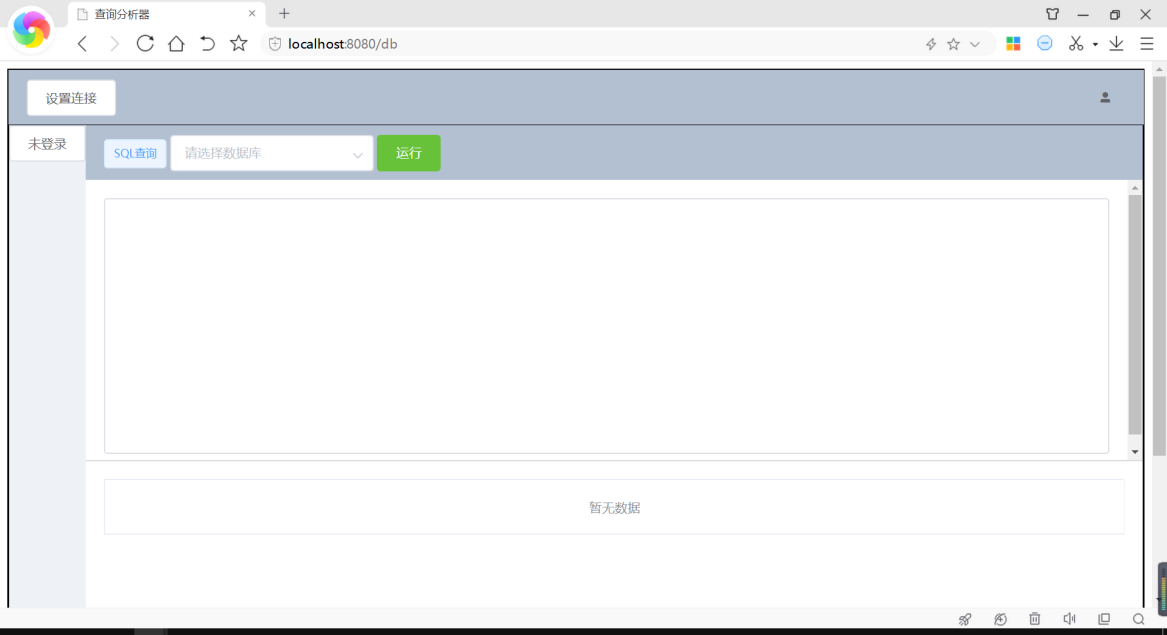 查询分析器
localhost:8080/db
设置连接
未登录
SQL查询 请选择数据库 运行
暂无数据